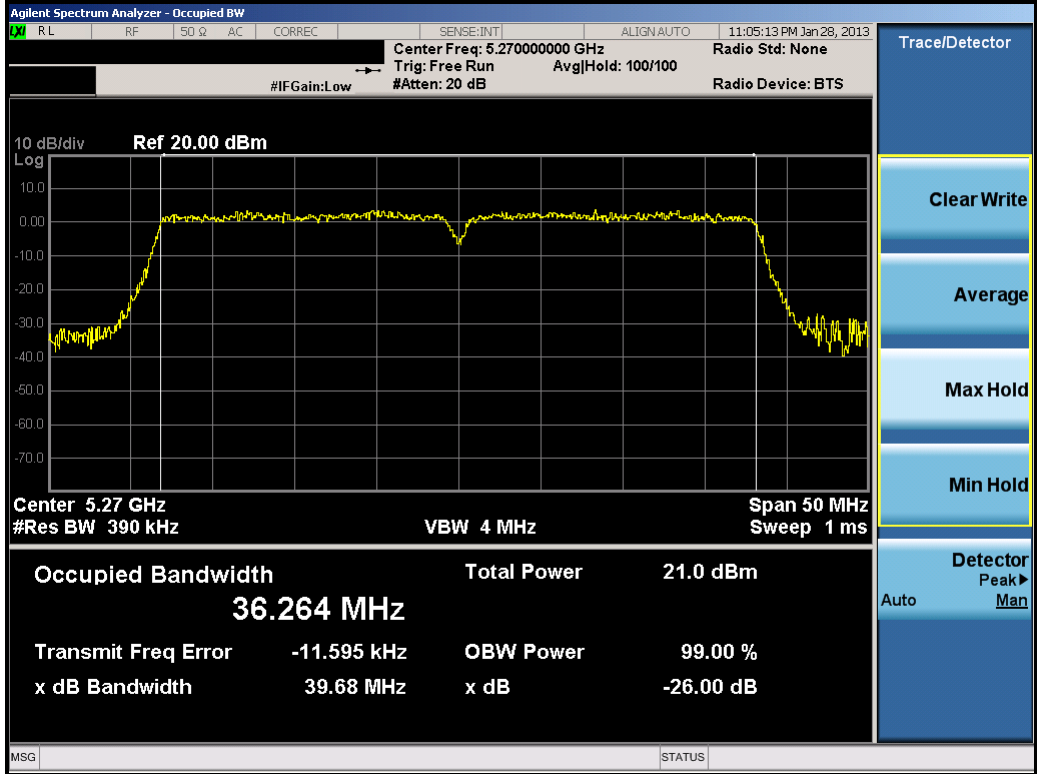 Agilent Spectrum Analyzer - Occupied BW
LXI RL RF 50 Ω AC CORREC SENSE:INT ALIGN AUTO 11:05:13 PM Jan 28, 2013
Trace/Detector
Center Freq: 5.270000000 GHz Radio Std: None
Trig: Free Run Avg|Hold: 100/100
#IFGain:Low #Atten: 20 dB Radio Device: BTS
10 dB/div Ref 20.00 dBm
Log
10.0
0.00
-10.0
-20.0
-30.0
-40.0
-50.0
-60.0
-70.0
Center 5.27 GHz Span 50 MHz
#Res BW 390 kHz VBW 4 MHz Sweep 1 ms
Occupied Bandwidth Total Power 21.0 dBm
36.264 MHz
Transmit Freq Error -11.595 kHz OBW Power 99.00 %
x dB Bandwidth 39.68 MHz x dB -26.00 dB
Clear Write
Average
Max Hold
Min Hold
Detector
Peak▶
Auto Man
MSG STATUS